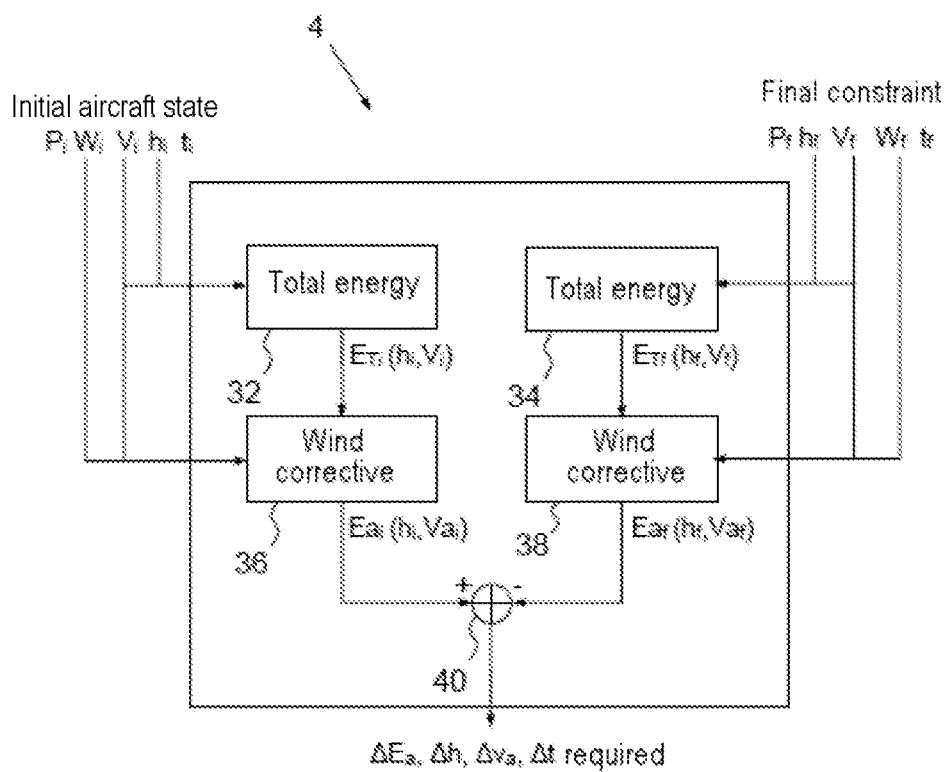 4
Initial aircraft state
Pi Wi Vi hi ti
Final constraint
Pf hf Vf Wf tf
Total energy
Total energy
32
ETi (hi,Vi)
34
ETf (hf,Vf)
Wind corrective
Wind corrective
36
Eai (hi,Vai)
38
Eaf (hf,Vaf)
+
-
40
ΔEa, Δh, Δva, Δt required